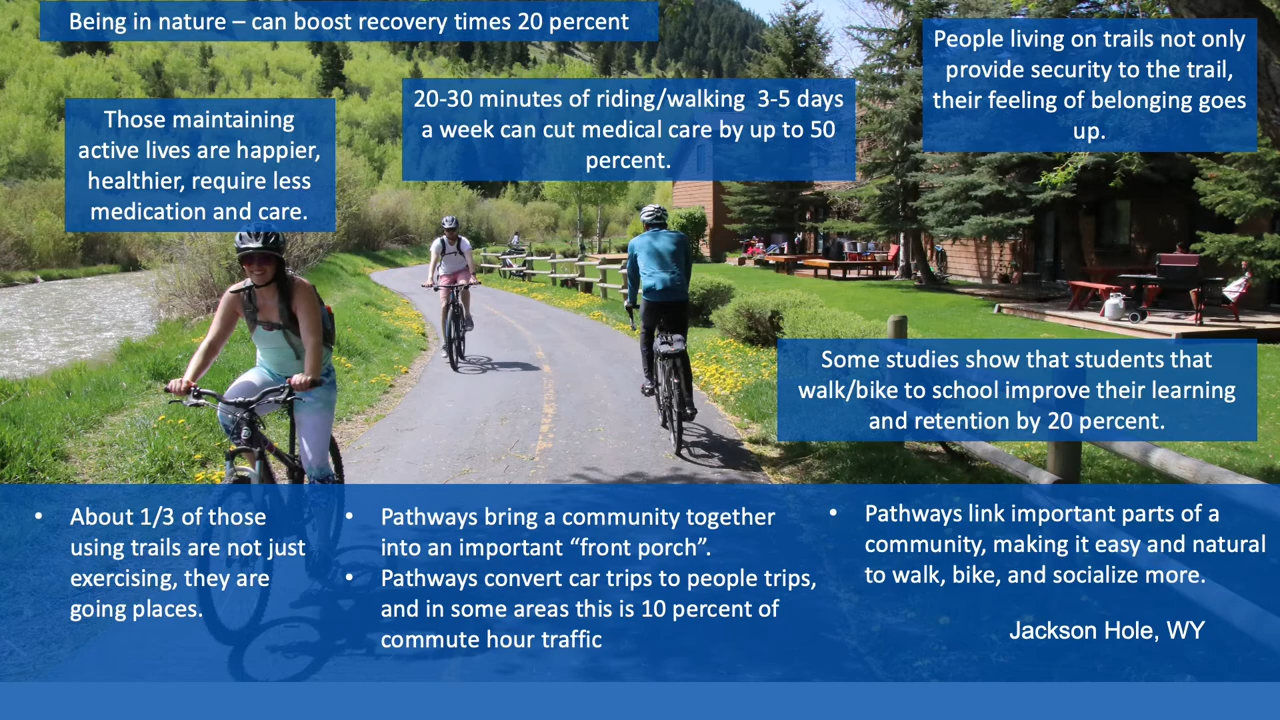 Being in nature – can boost recovery times 20 percent
People living on trails not only
provide security to the trail,
their feeling of belonging goes
up.
20-30 minutes of riding/walking  3-5 days
a week can cut medical care by up to 50
percent.
Those maintaining
active lives are happier,
healthier, require less
medication and care.
Some studies show that students that
walk/bike to school improve their learning
and retention by 20 percent.
• About 1/3 of those
using trails are not just
exercising, they are
going places.
• Pathways bring a community together
into an important “front porch”.
• Pathways convert car trips to people trips,
and in some areas this is 10 percent of
commute hour traffic
• Pathways link important parts of a
community, making it easy and natural
to walk, bike, and socialize more.
Jackson Hole, WY